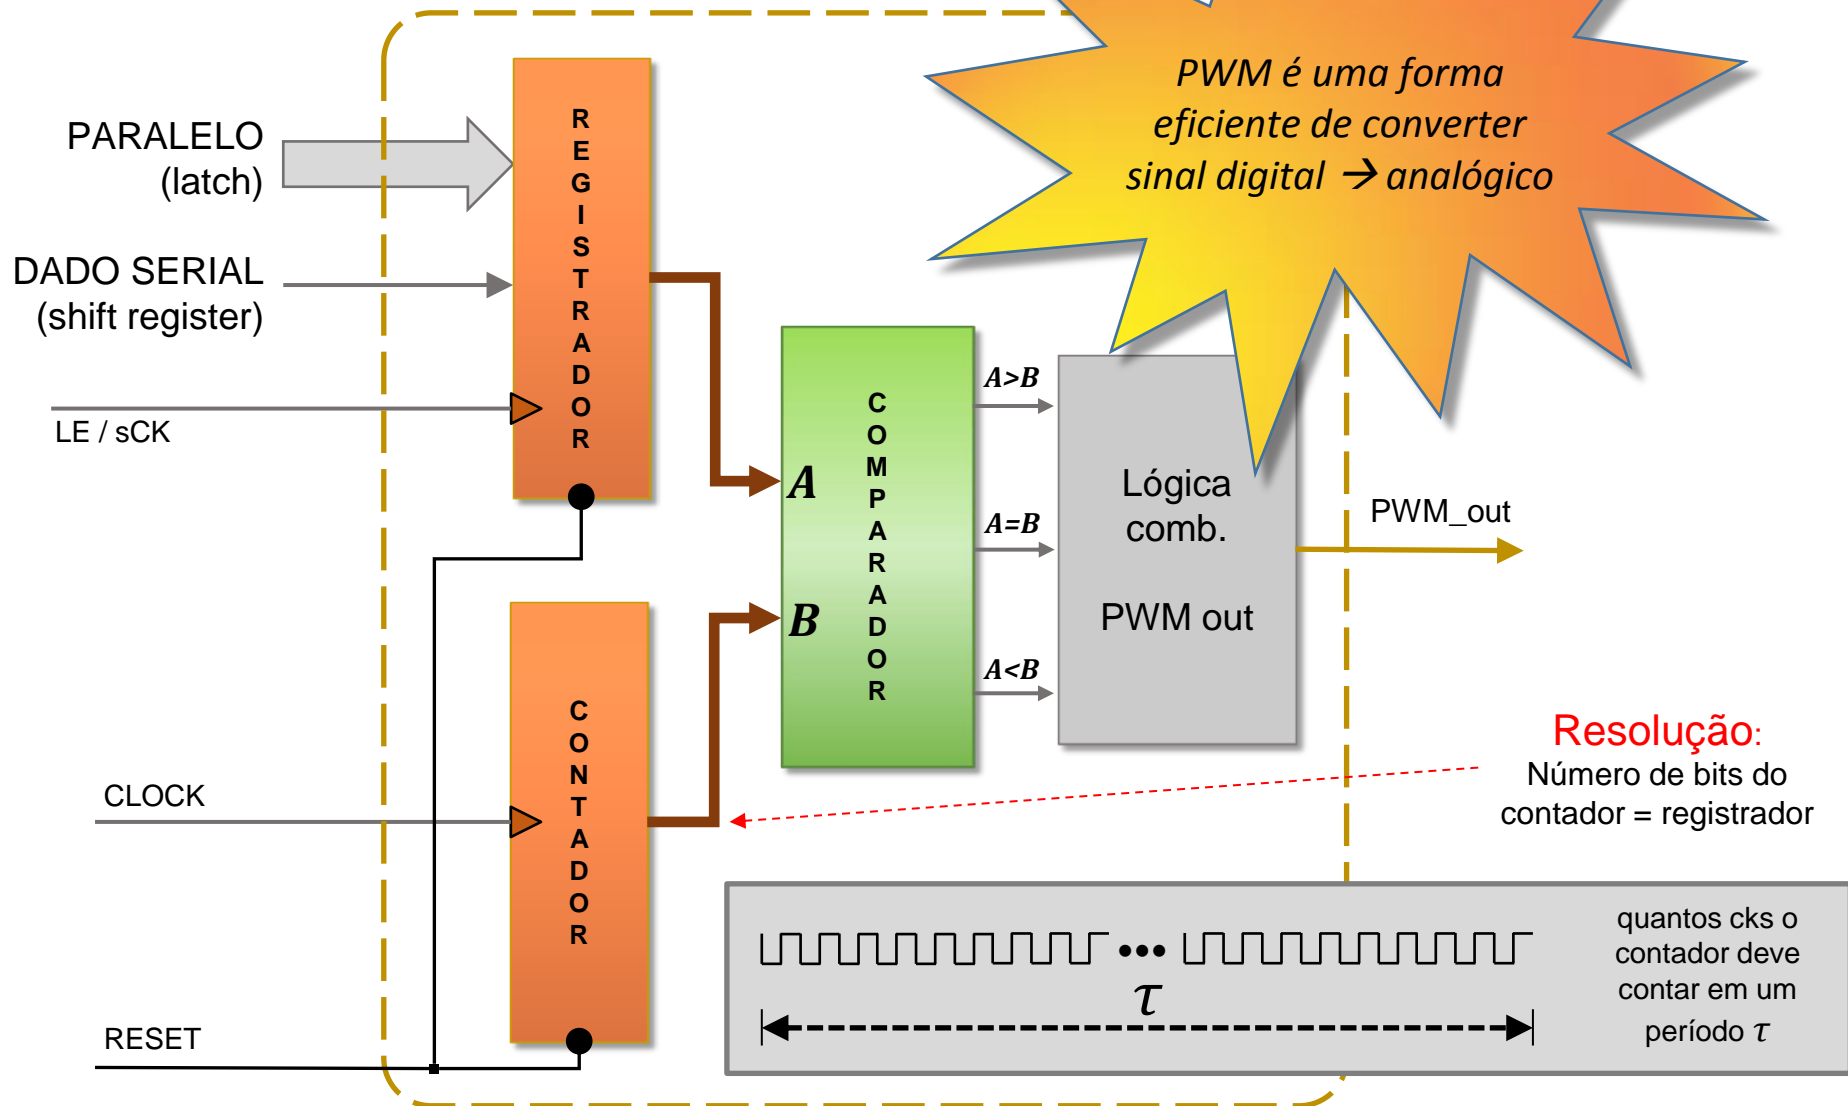 PWM é uma forma
eficiente de converter
sinal digital → analógico
PARALELO
(latch)
DADO SERIAL
(shift register)
LE / sCK
REGISTRADOR
A
B
COMPARADOR
A>B
A=B
A<B
Lógica
comb.
PWM out
PWM_out
CLOCK
CONTADOR
RESET
Resolução:
Número de bits do
contador = registrador
•••
τ
quantos cks o
contador deve
contar em um
período τ